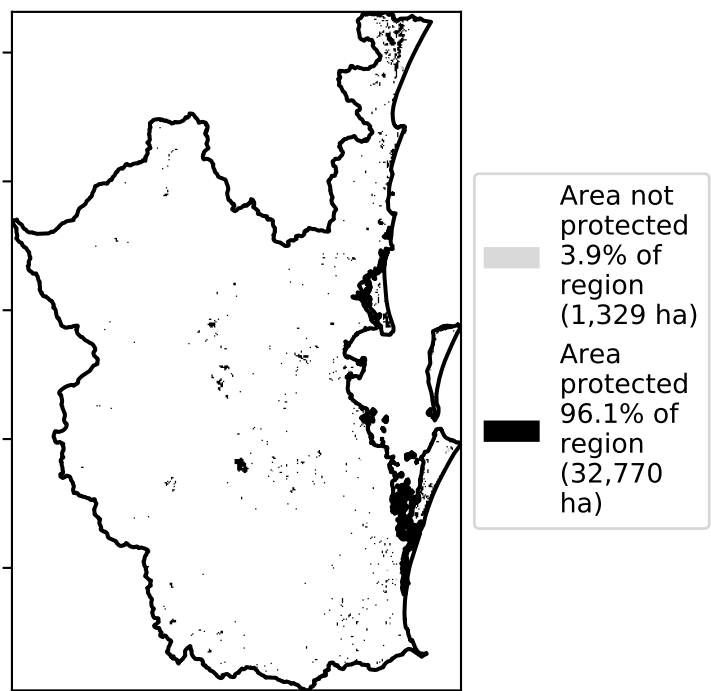 Area not
protected
3.9% of
region
(1,329 ha)
Area
protected
96.1% of
region
(32,770
ha)